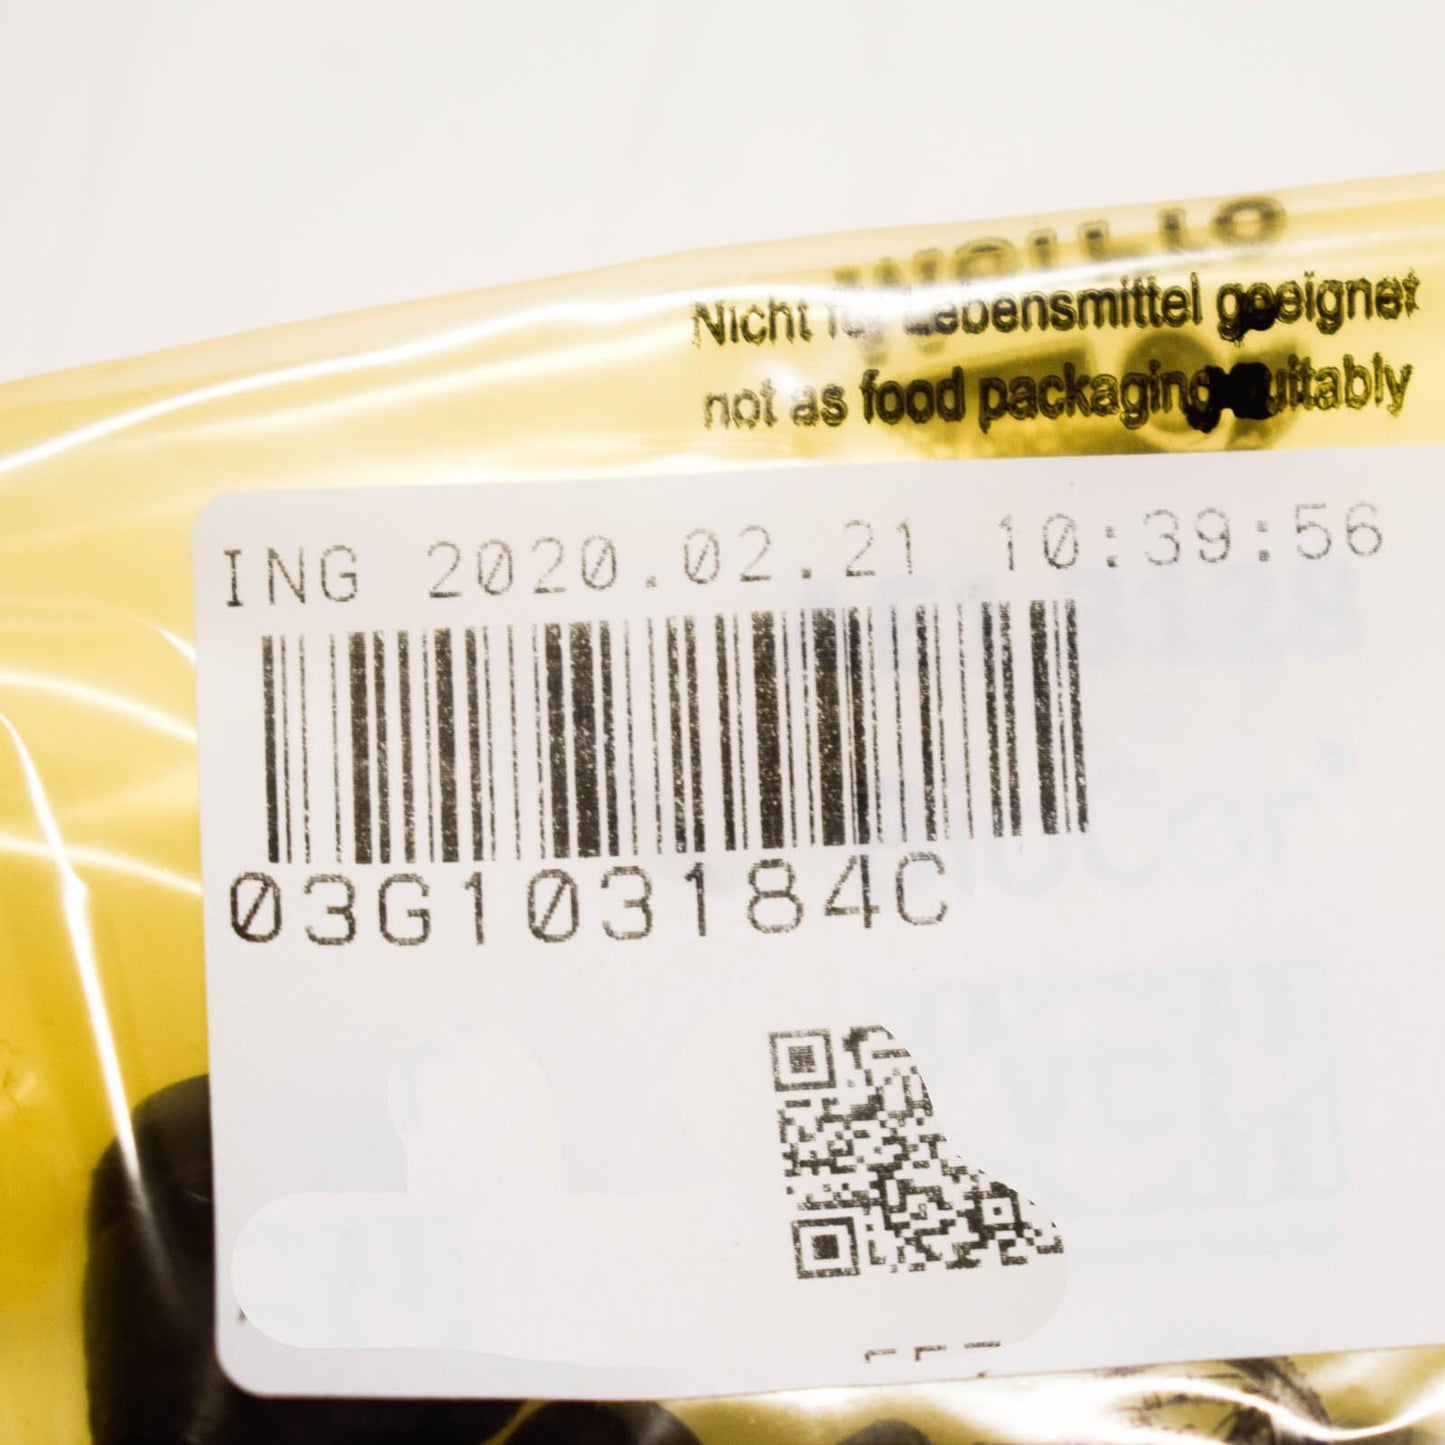 Nicht für Lebensmittel geeignet
not as food packaging suitably
ING 2020.02.21 10:39:56
03G103184C